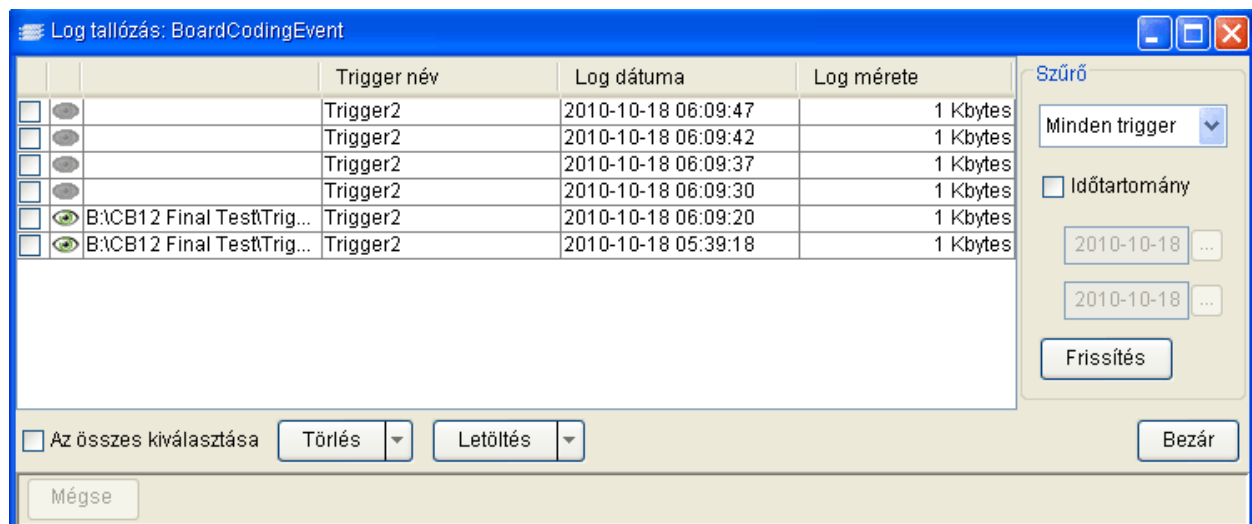 Log tallózás: BoardCodingEvent
Trigger név Log dátuma Log mérete
Trigger2 2010-10-18 06:09:47 1 Kbytes
Trigger2 2010-10-18 06:09:42 1 Kbytes
Trigger2 2010-10-18 06:09:37 1 Kbytes
Trigger2 2010-10-18 06:09:30 1 Kbytes
B:\CB12 Final Test\Trig... Trigger2 2010-10-18 06:09:20 1 Kbytes
B:\CB12 Final Test\Trig... Trigger2 2010-10-18 05:39:18 1 Kbytes
Szűrő
Minden trigger
Időtartomány
2010-10-18 ...
2010-10-18 ...
Frissítés
Az összes kiválasztása Törlés Letöltés Bezár
Mégse